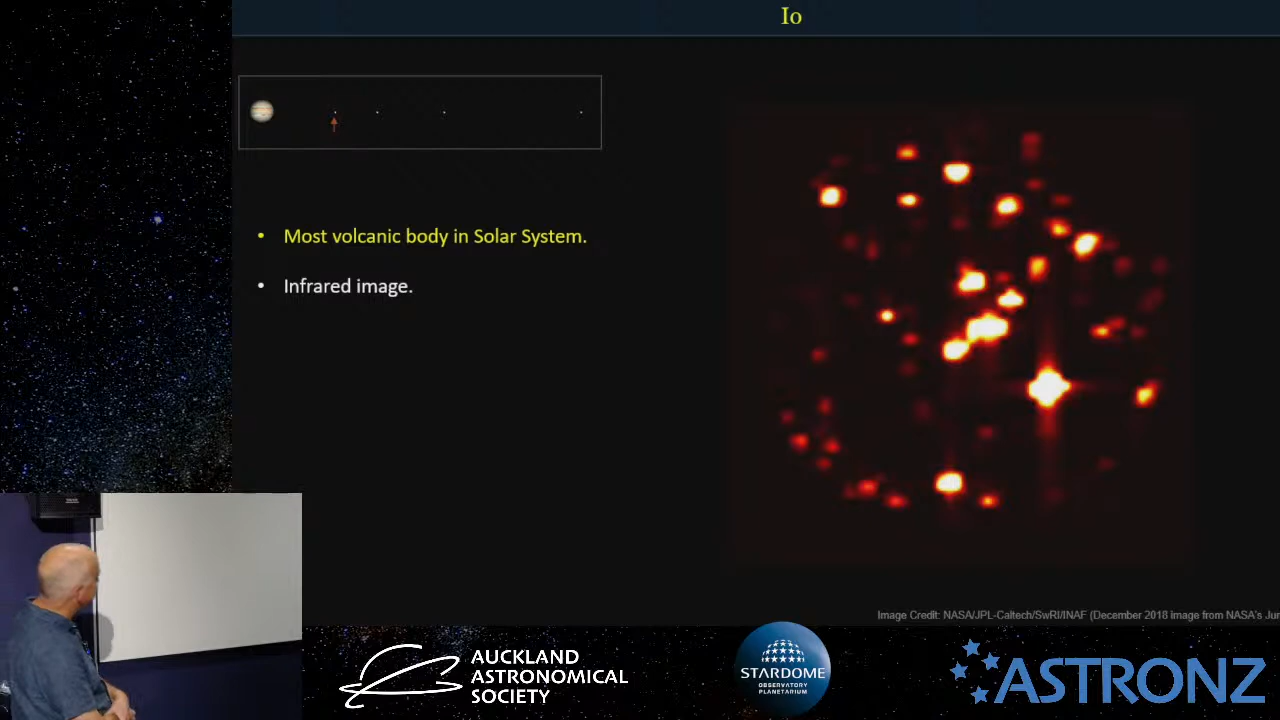 Io
• Most volcanic body in Solar System.
• Infrared image.
Image Credit: NASA/JPL-Caltech/SwRI/INAF (December 2018 image from NASA's Jun
AUCKLAND
ASTRONOMICAL
SOCIETY
STARDOME
OBSERVATORY
PLANETARIUM
ASTRONZ